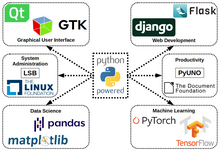 Qt
GTK
Graphical User Interface
Flask
django
Web Development
System
Administration
LSB
THE
LINUX
FOUNDATION
python
powered
Productivity
PyUNO
The Document
Foundation
Data Science
pandas
matplotlib
Machine Learning
PyTorch
TensorFlow